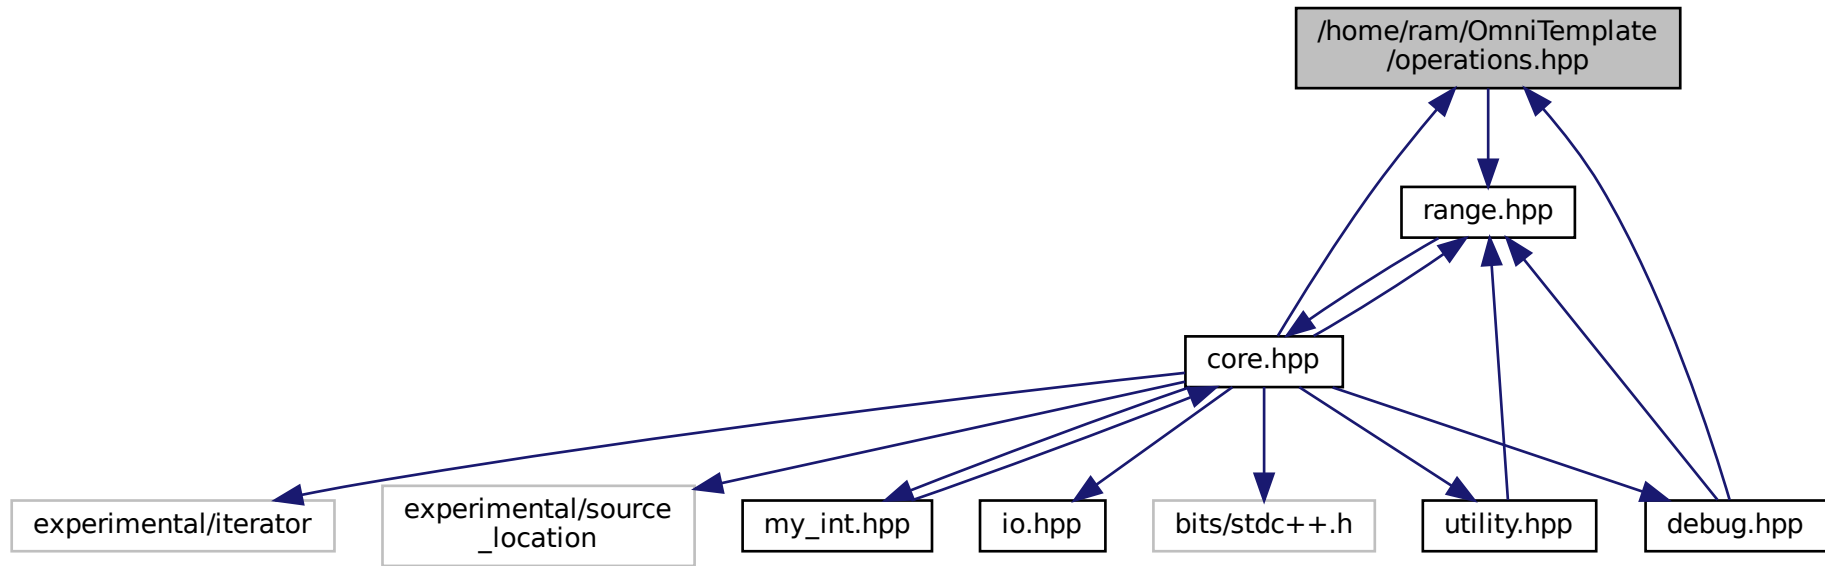 /home/ram/OmniTemplate
/operations.hpp
range.hpp
core.hpp
experimental/iterator
experimental/source
_location
my_int.hpp
io.hpp
bits/stdc++.h
utility.hpp
debug.hpp